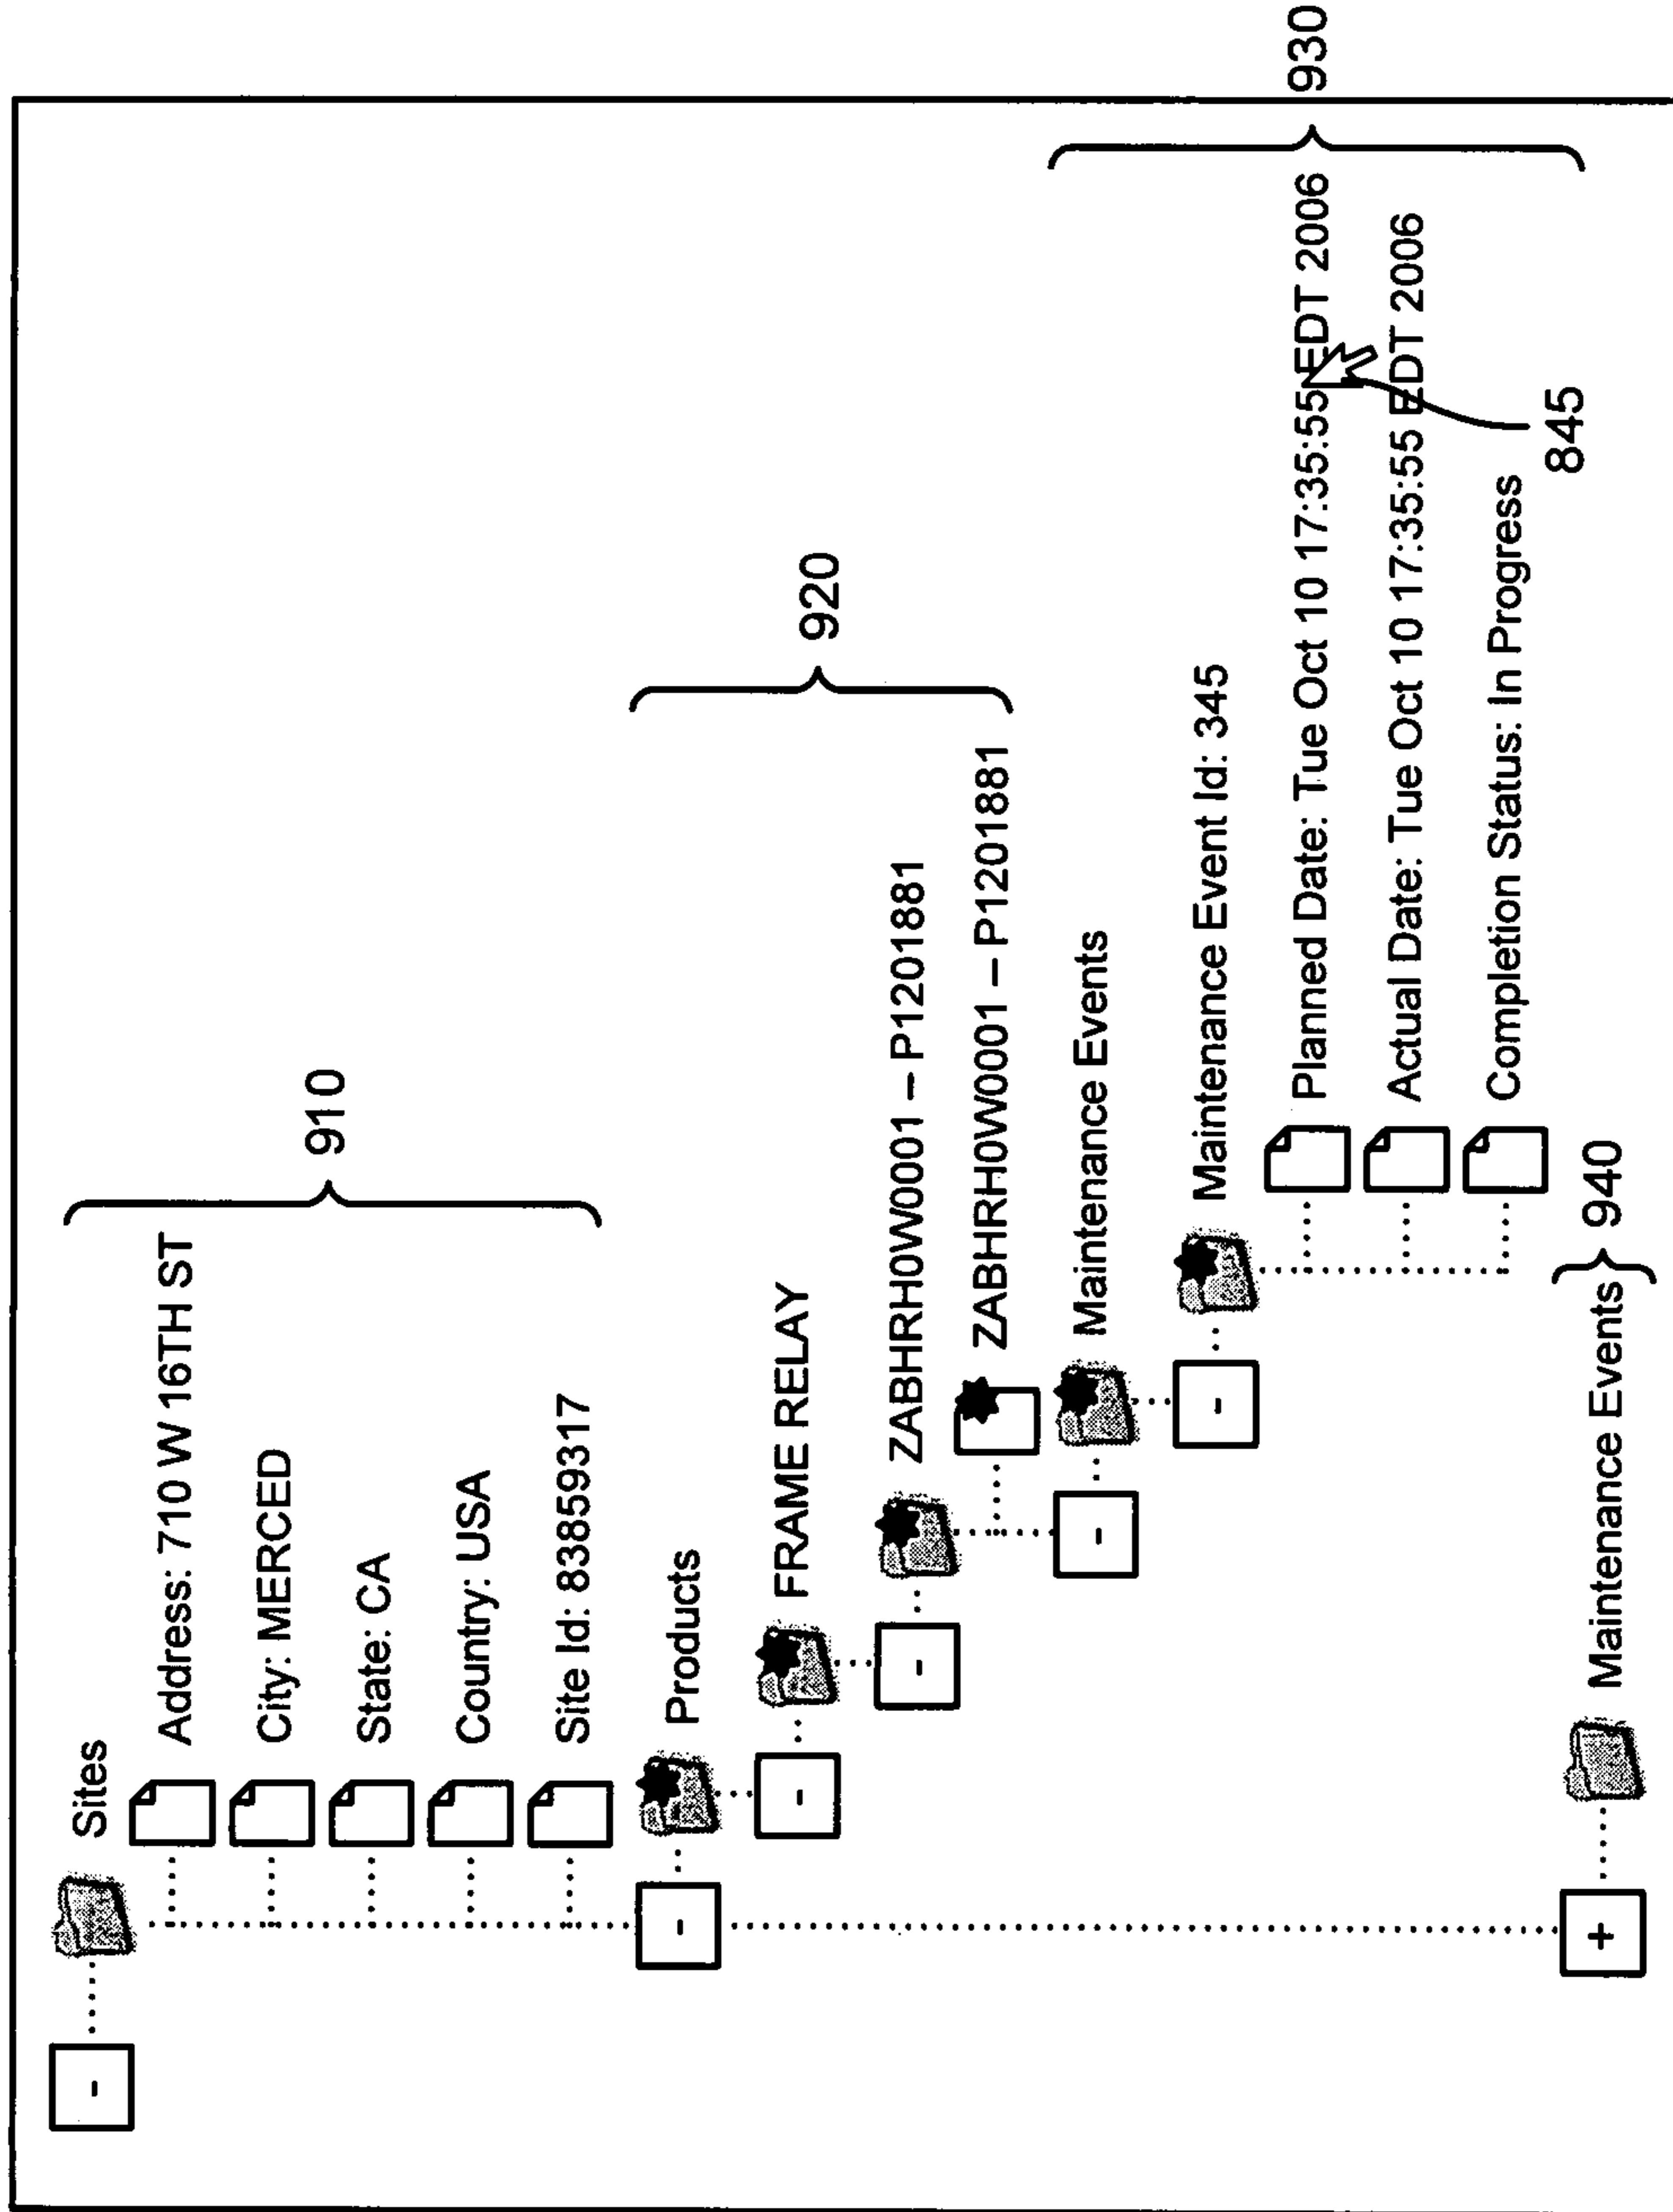 Sites
Address: 710 W 16TH ST
City: MERCED
State: CA
Country: USA
Site Id: 83859317
910
Products
FRAME RELAY
ZABHRH0W0001 – P1201881
ZABHRH0W0001 – P1201881
920
Maintenance Events
Maintenance Event Id: 345
Planned Date: Tue Oct 10 17:35:55 EDT 2006
Actual Date: Tue Oct 10 17:35:55 EDT 2006
Completion Status: In Progress
930
845
Maintenance Events
940